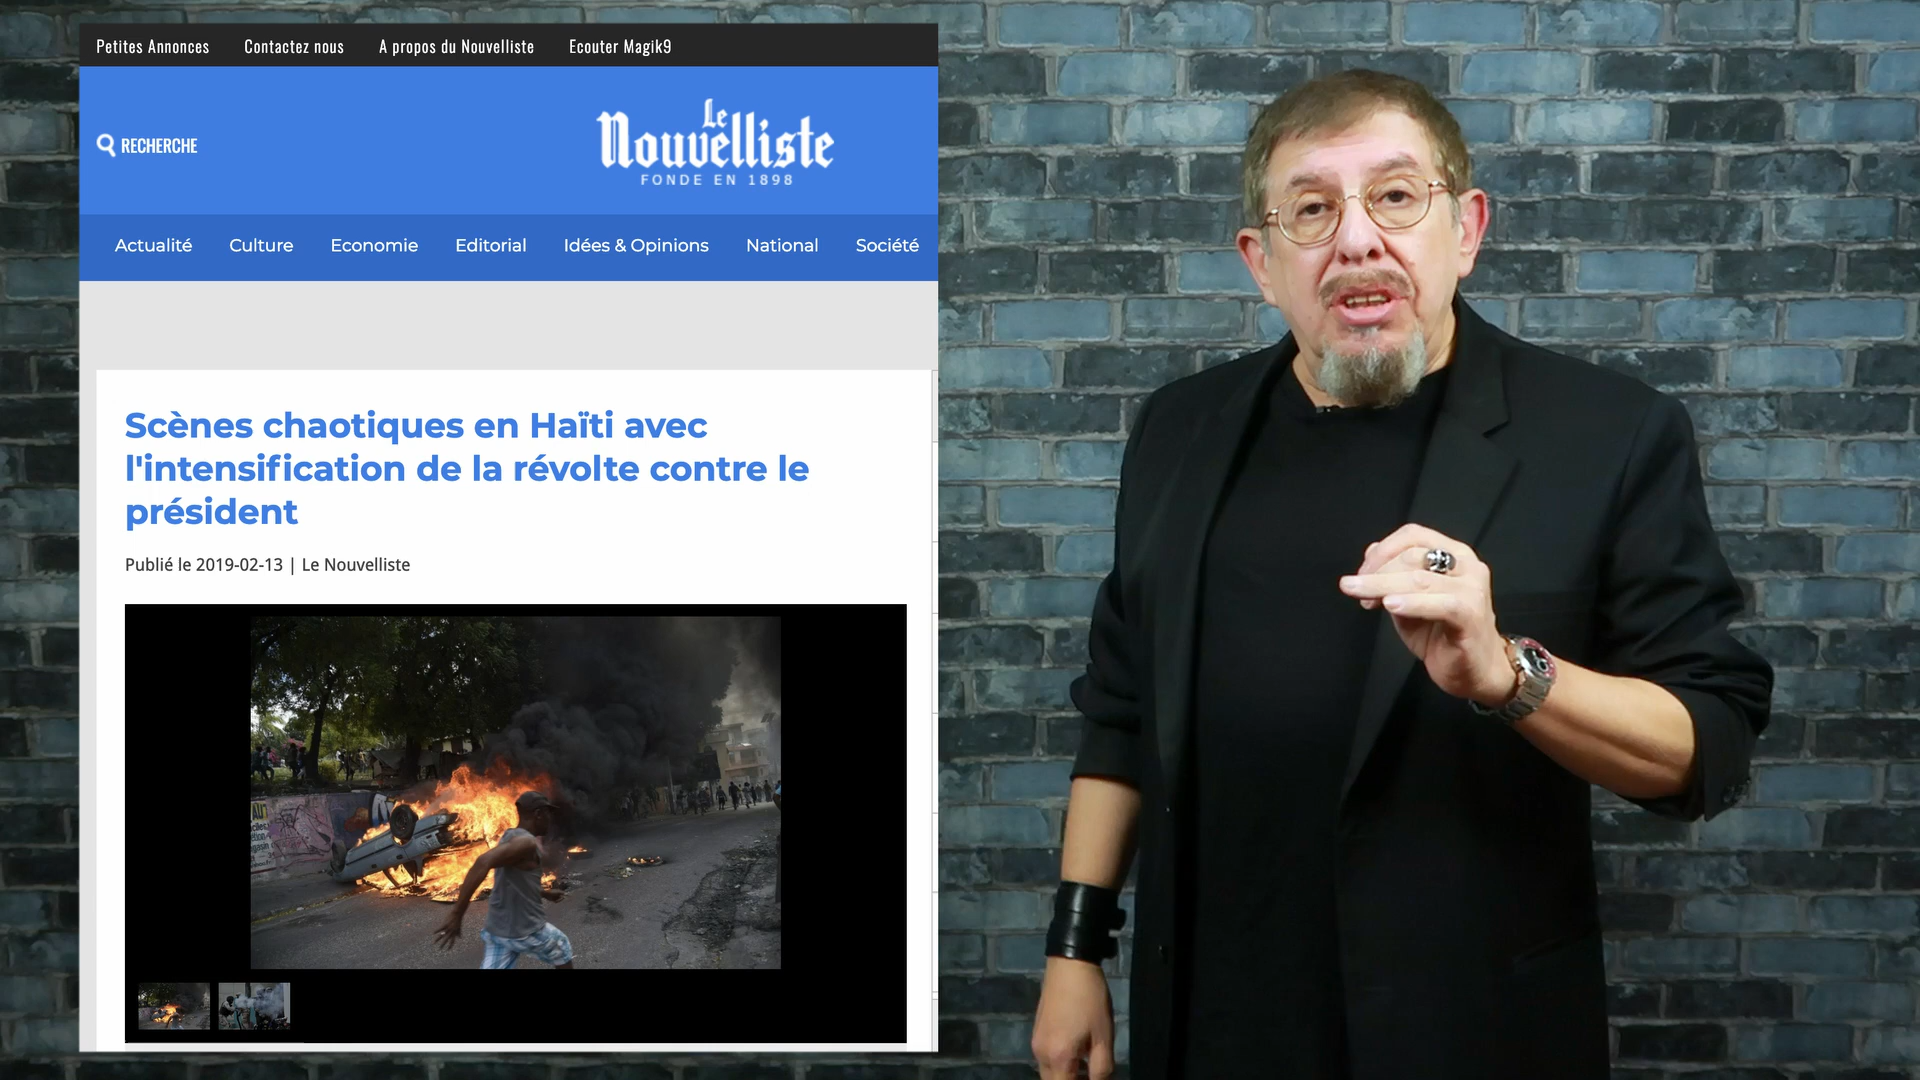 Petites Annonces Contactez nous A propos du Nouvelliste Ecouter Magik9
RECHERCHE
Le
Nouvelliste
FONDE EN 1898
Actualité Culture Economie Editorial Idées & Opinions National Société
Scènes chaotiques en Haïti avec
l'intensification de la révolte contre le
président
Publié le 2019-02-13 | Le Nouvelliste